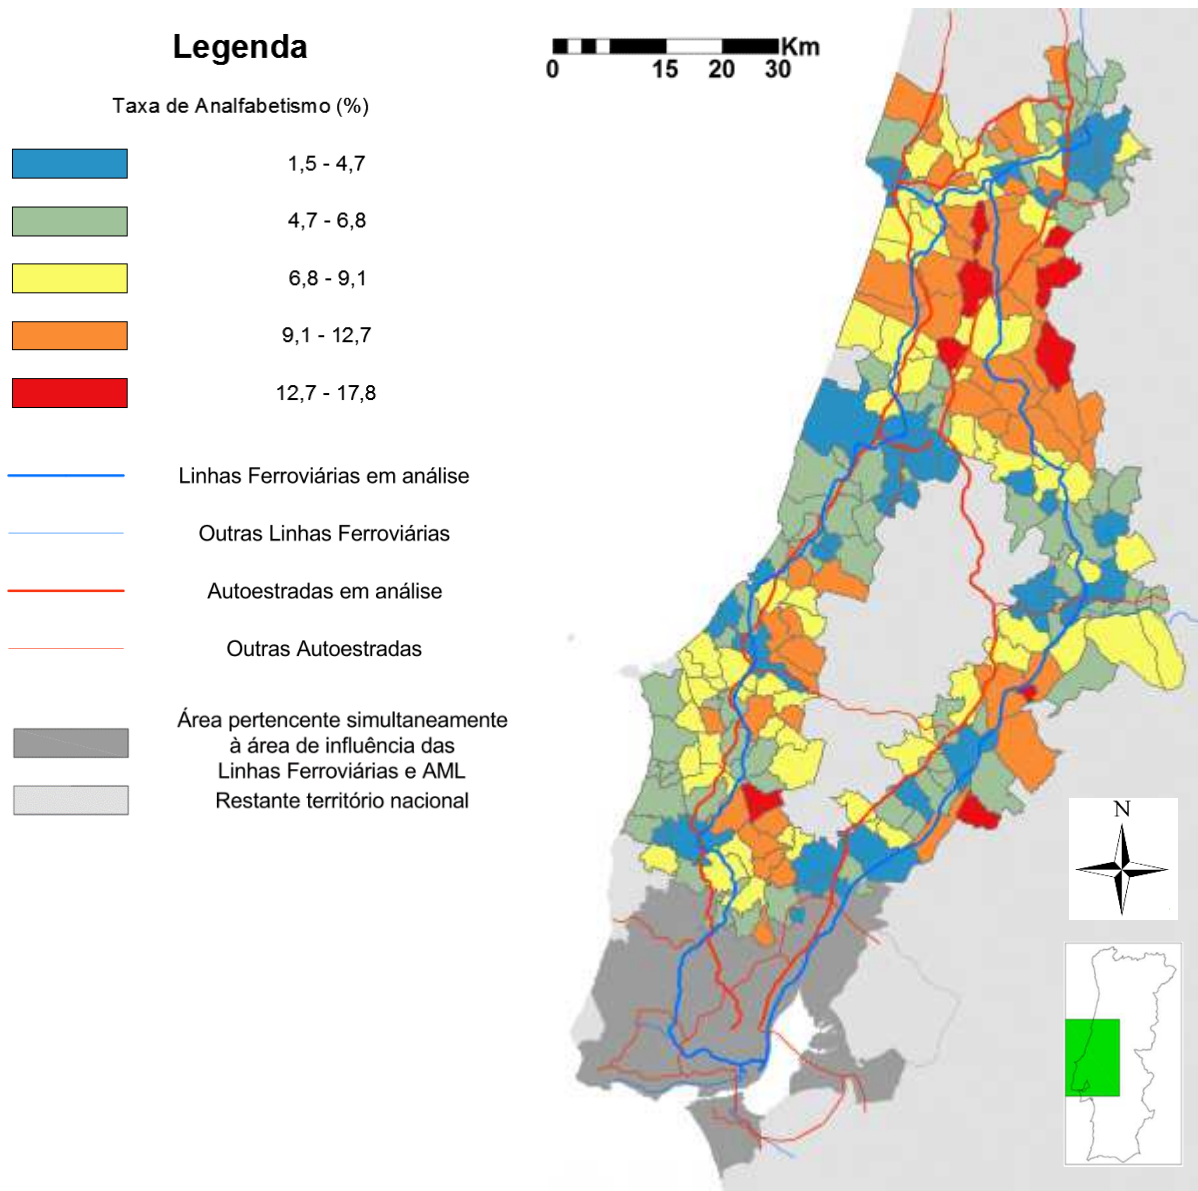 Legenda
Taxa de Analfabetismo (%)
1,5 - 4,7
4,7 - 6,8
6,8 - 9,1
9,1 - 12,7
12,7 - 17,8
Linhas Ferroviárias em análise
Outras Linhas Ferroviárias
Autoestradas em análise
Outras Autoestradas
Área pertencente simultaneamente
à área de influência das
Linhas Ferroviárias e AML
Restante território nacional
Km
0 15 20 30
N